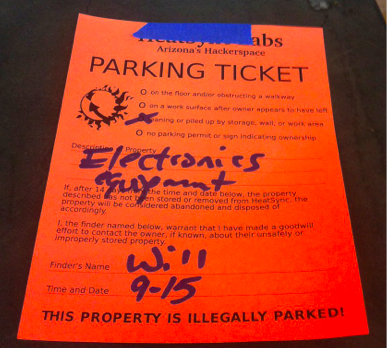 HeatSync Labs
Arizona's Hackerspace
PARKING TICKET
O on the floor and/or obstructing a walkway
O on a work surface after owner appears to have left
leaning or piled up by storage, wall, or work area
O no parking permit or sign indicating ownership
Description Property
Electronics
equipment
If, after 14 days from the time and date below, the property
described has not been stored or removed from HeatSync, the
property will be considered abandoned and disposed of
accordingly.
I, the finder named below, warrant that I have made a goodwill
effort to contact the owner, if known, about their unsafely or
improperly stored property.
Finder's Name Will
Time and Date 9-15
THIS PROPERTY IS ILLEGALLY PARKED!